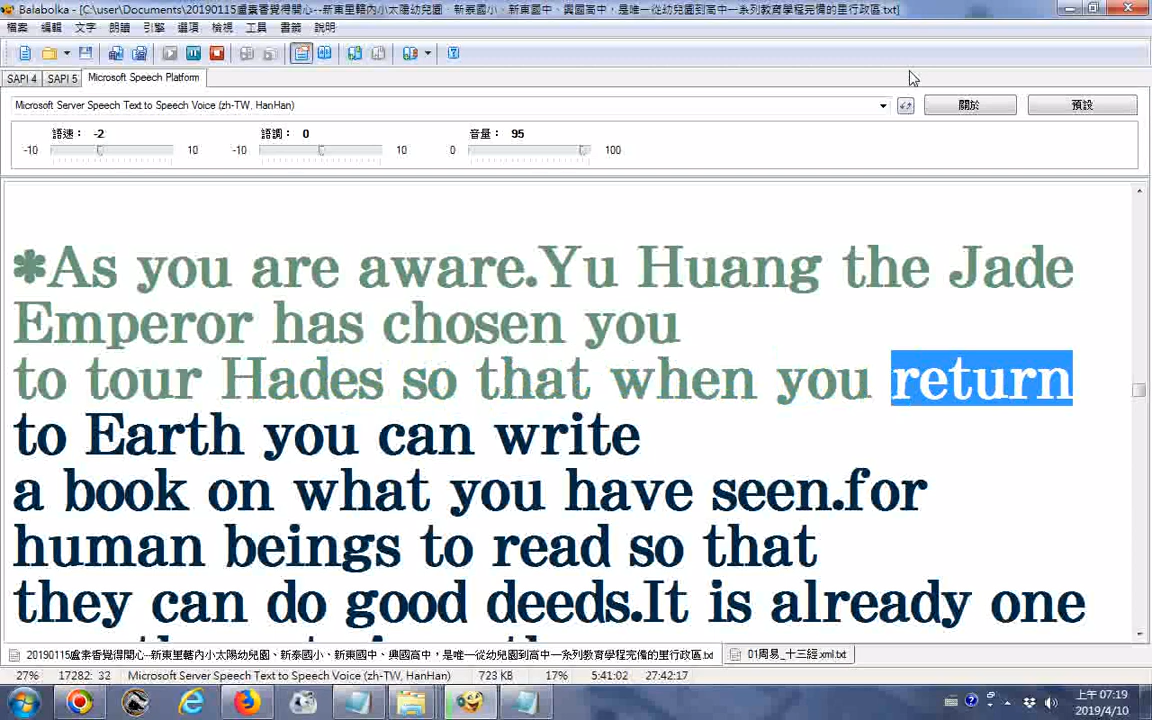 Balabolka - [C:\user\Documents\20190115盧業香覺得開心--新東里轄內小太陽幼兒園、新泰國小、新東國中、興國高中，是唯一從幼兒園到高中一系列教育學程完備的里行政區.txt]
檔案 編輯 文字 朗讀 引擎 選項 檢視 工具 書籤 說明
SAPI 4 SAPI 5 Microsoft Speech Platform
Microsoft Server Speech Text to Speech Voice (zh-TW, HanHan) 關於 預設
語速： -2 語調： 0 音量： 95
-10 10 -10 10 0 100
*As you are aware.Yu Huang the Jade
Emperor has chosen you
to tour Hades so that when you return
to Earth you can write
a book on what you have seen.for
human beings to read so that
they can do good deeds.It is already one
20190115盧業香覺得開心--新東里轄內小太陽幼兒園、新泰國小、新東國中、興國高中，是唯一從幼兒園到高中一系列教育學程完備的里行政區.txt 01周易_十三經.xml.txt
27% 17282: 32 Microsoft Server Speech Text to Speech Voice (zh-TW, HanHan) 723 KB 17% 5:41:02 27:42:17
上午 07:19
2019/4/10